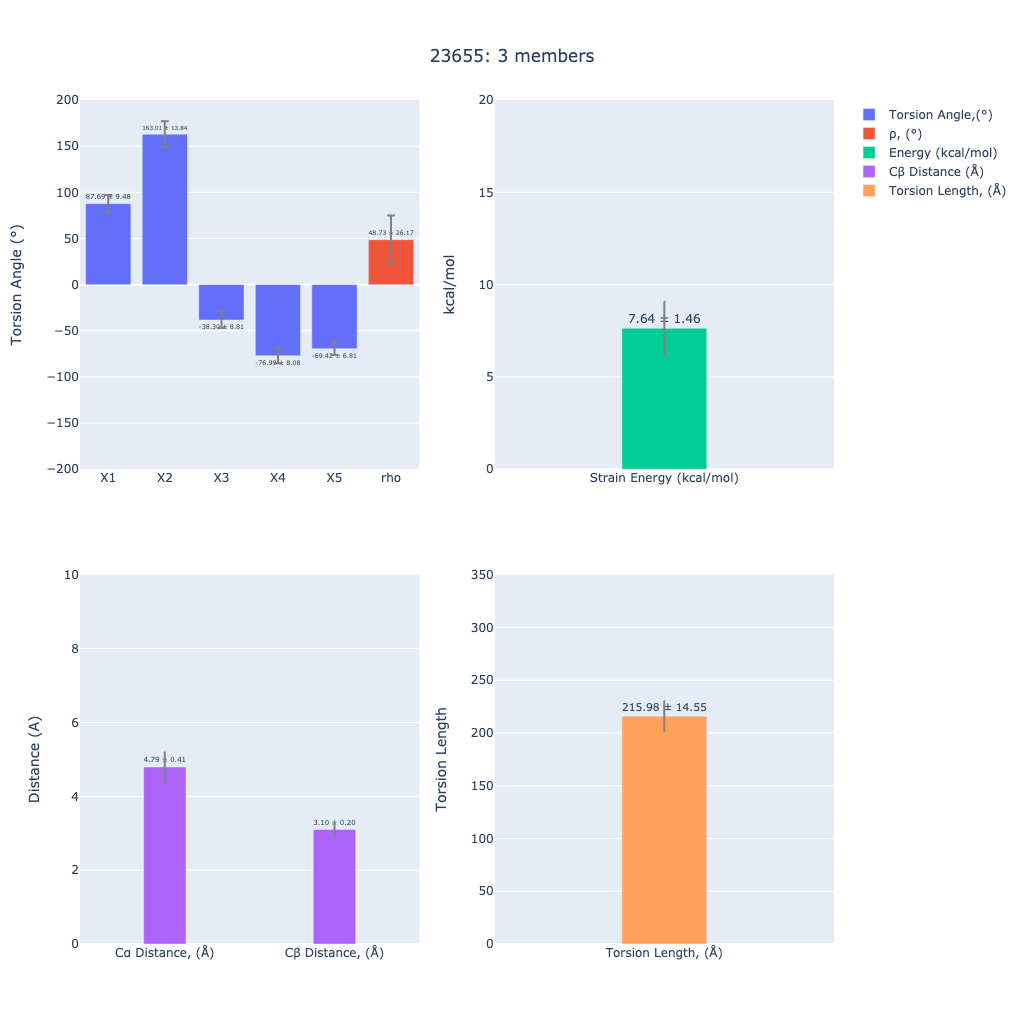 23655: 3 members
Torsion Angle (°)
200
150
100
50
0
−50
−100
−150
−200
87.69 ± 9.48
163.01 ± 13.84
-38.30 ± 8.81
-76.99 ± 8.08
-69.42 ± 6.81
48.73 ± 26.17
X1 X2 X3 X4 X5 rho
kcal/mol
20
15
10
5
0
7.64 ± 1.46
Strain Energy (kcal/mol)
Torsion Angle,(°)
ρ, (°)
Energy (kcal/mol)
Cβ Distance (Å)
Torsion Length, (Å)
Distance (A)
10
8
6
4
2
0
4.79 ± 0.41
3.10 ± 0.20
Cα Distance, (Å) Cβ Distance, (Å)
Torsion Length
350
300
250
200
150
100
50
0
215.98 ± 14.55
Torsion Length, (Å)